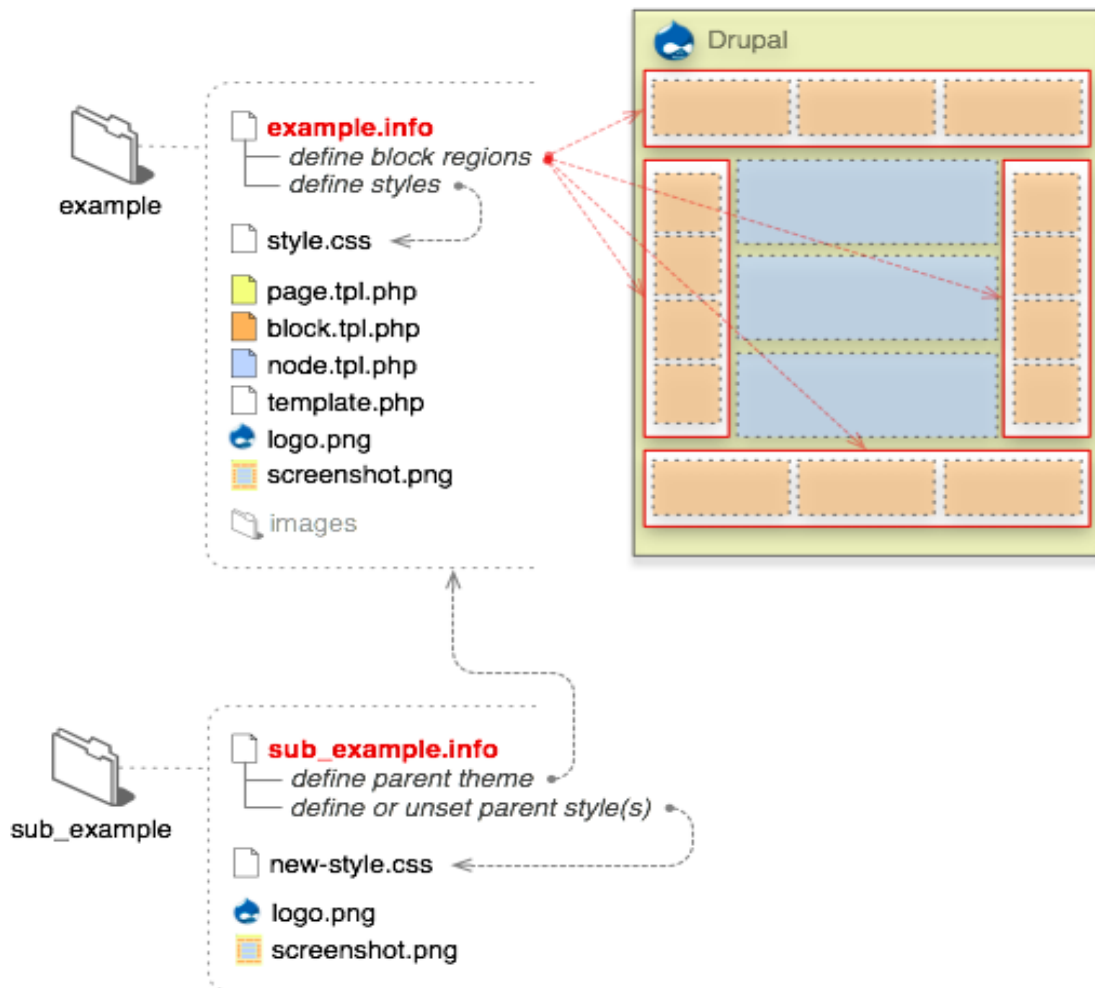 Drupal
example.info
define block regions
define styles
example
style.css
page.tpl.php
block.tpl.php
node.tpl.php
template.php
logo.png
screenshot.png
images
sub_example.info
define parent theme
define or unset parent style(s)
sub_example
new-style.css
logo.png
screenshot.png